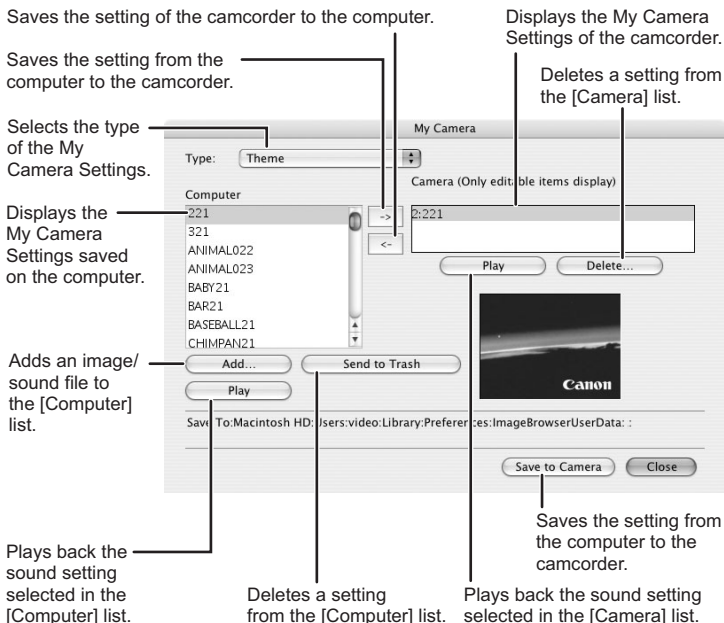 Saves the setting of the camcorder to the computer.
Displays the My Camera
Settings of the camcorder.
Saves the setting from the
computer to the camcorder.
Deletes a setting from
the [Camera] list.
Selects the type
of the My
Camera Settings.
My Camera
Type:
Theme
Camera (Only editable items display)
Computer
Displays the
My Camera
Settings saved
on the computer.
221
321
ANIMAL022
ANIMAL023
BABY21
BAR21
BASEBALL21
CHIMPAN21
->
<-
2:221
Play
Delete...
Adds an image/
sound file to
the [Computer]
list.
Add...
Send to Trash
Play
Canon
Save To:Macintosh HD:Users:video:Library:Preferences:ImageBrowserUserData: :
Save to Camera
Close
Saves the setting from
the computer to the
camcorder.
Plays back the
sound setting
selected in the
[Computer] list.
Deletes a setting
from the [Computer] list.
Plays back the sound setting
selected in the [Camera] list.